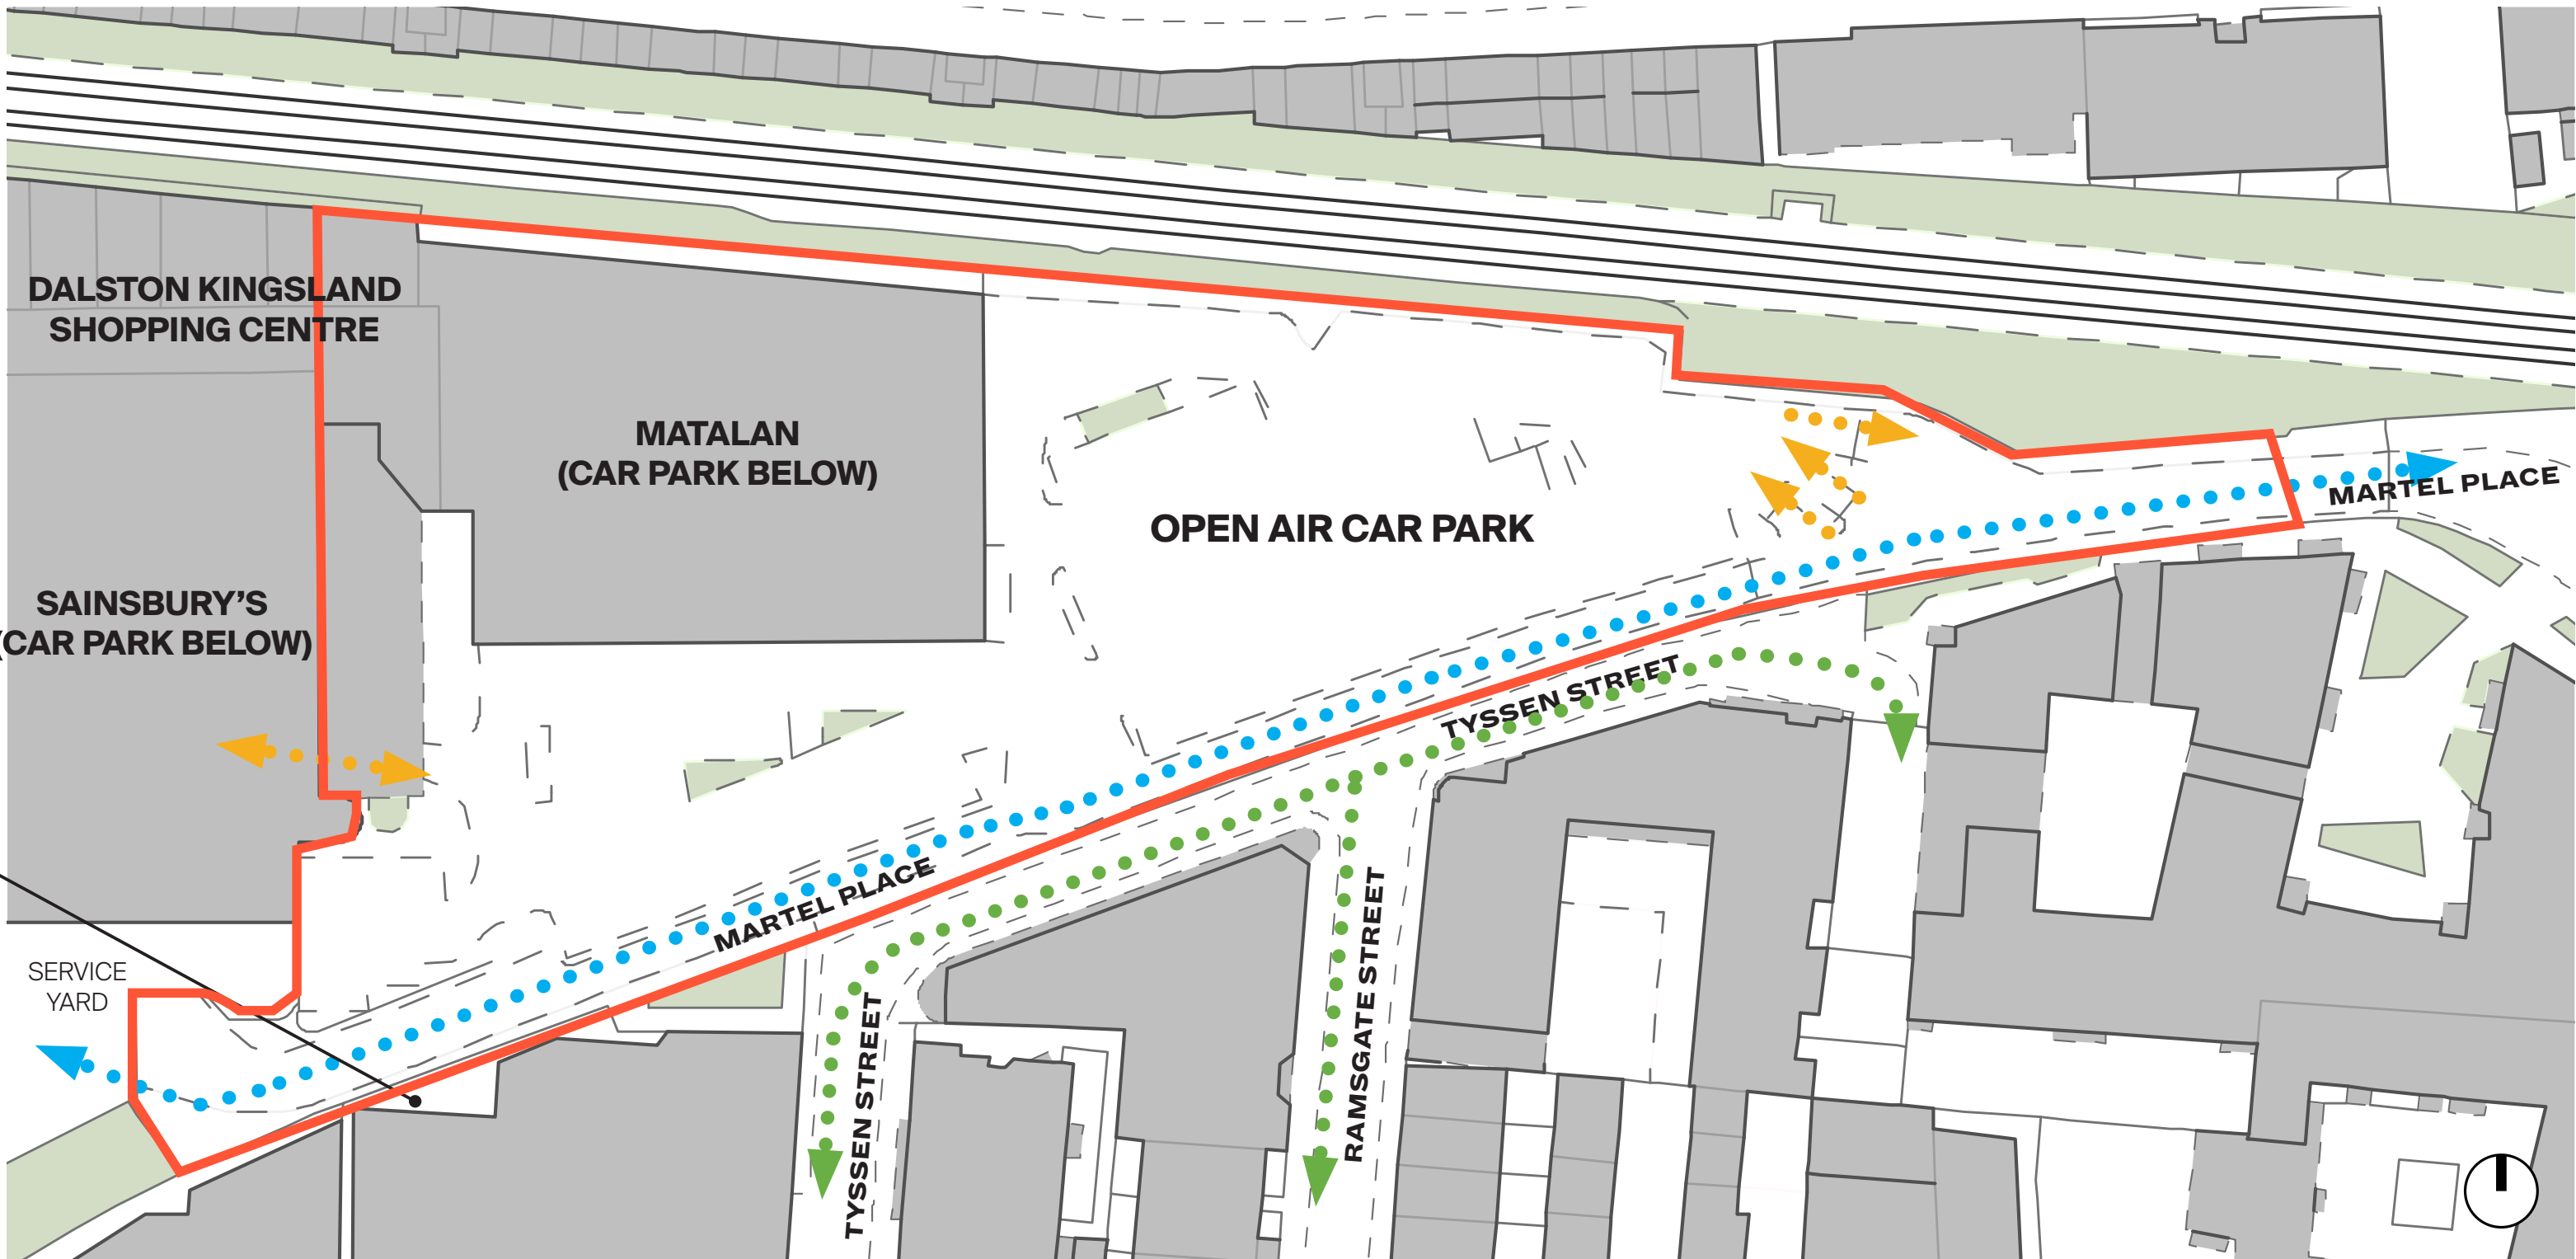 DALSTON KINGSLAND
SHOPPING CENTRE
MATALAN
(CAR PARK BELOW)
OPEN AIR CAR PARK
MARTEL PLACE
SAINSBURY'S
(CAR PARK BELOW)
TYSSEN STREET
MARTEL PLACE
SERVICE
YARD
TYSSEN STREET
RAMSGATE STREET